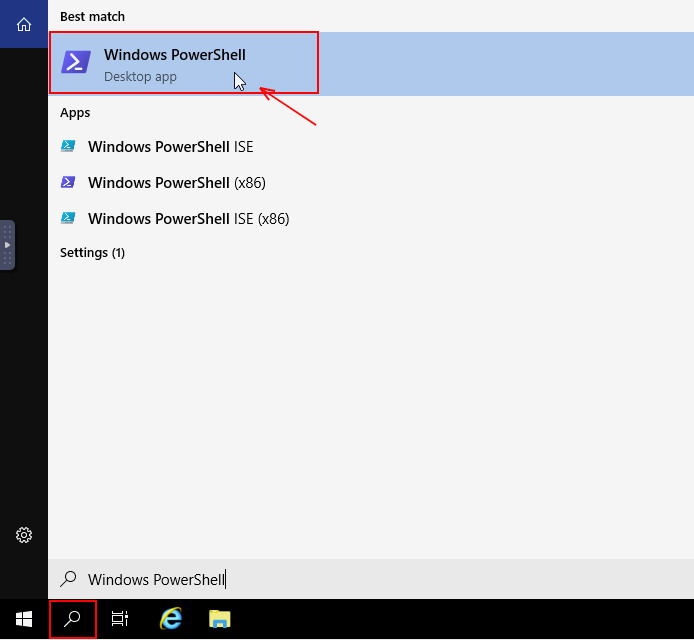 Best match
Windows PowerShell
Desktop app
Apps
Windows PowerShell ISE
Windows PowerShell (x86)
Windows PowerShell ISE (x86)
Settings (1)
Windows PowerShell